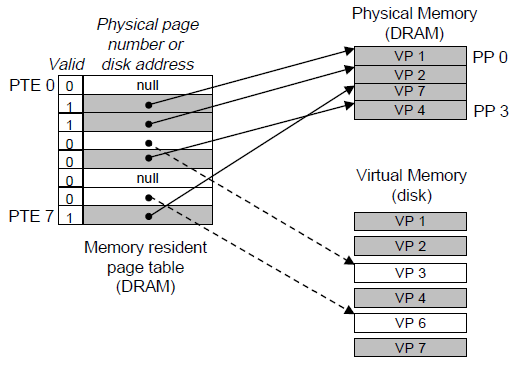 Physical page
number or
disk address
Valid
PTE 0 0 null
1
1
0
0
0 null
0
PTE 7 1
Memory resident
page table
(DRAM)
Physical Memory
(DRAM)
VP 1 PP 0
VP 2
VP 7
VP 4 PP 3
Virtual Memory
(disk)
VP 1
VP 2
VP 3
VP 4
VP 6
VP 7